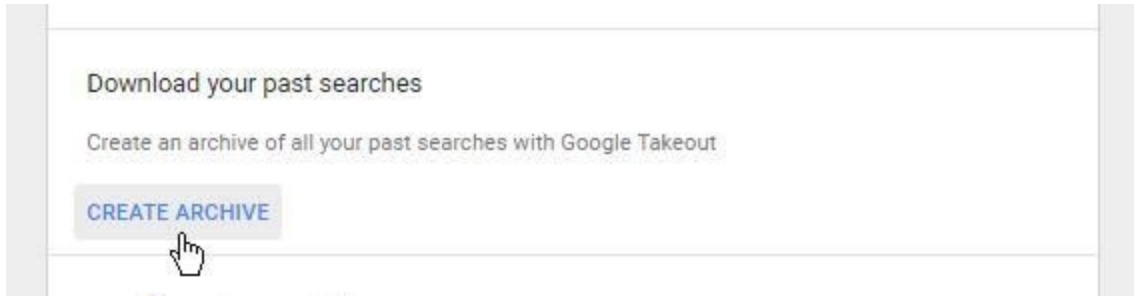 Download your past searches
Create an archive of all your past searches with Google Takeout
CREATE ARCHIVE